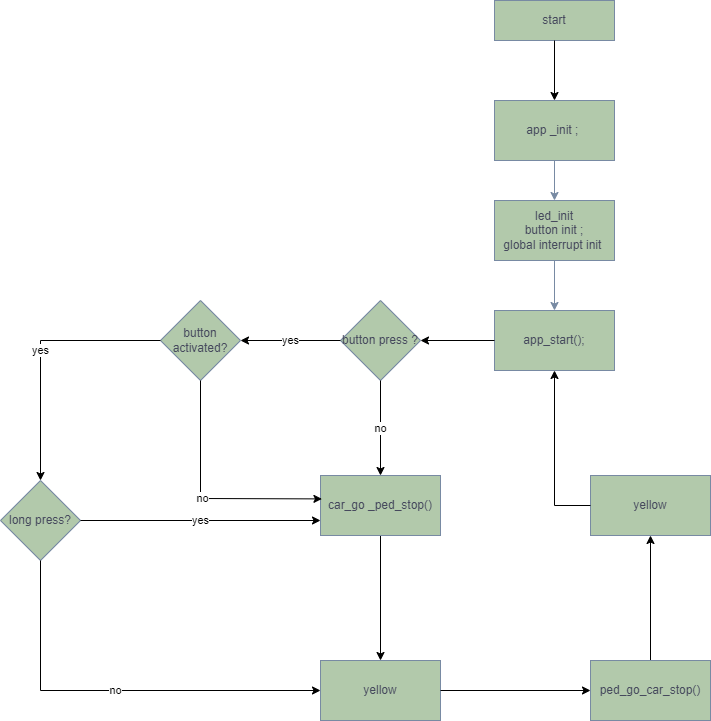 start
app _init ;
led_init
button init ;
global interrupt init
app_start();
button press ?
yes
button
activated?
yes
no
no
car_go _ped_stop()
long press?
yes
yellow
no
yellow
ped_go_car_stop()